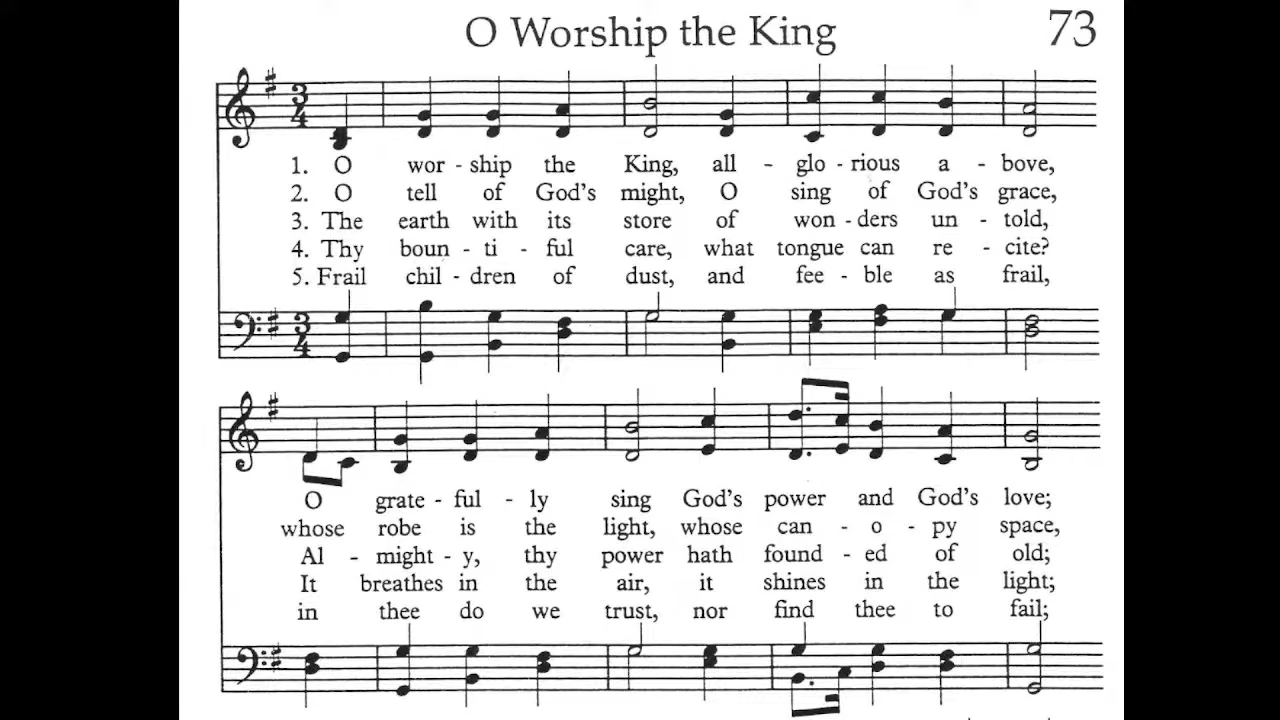 O Worship the King 73
3
4
1. O wor - ship the King, all - glo - rious a - bove,
2. O tell of God's might, O sing of God's grace,
3. The earth with its store of won - ders un - told,
4. Thy boun - ti - ful care, what tongue can re - cite?
5. Frail chil - dren of dust, and fee - ble as frail,
3
4
O grate - ful - ly sing God's power and God's love;
whose robe is the light, whose can - o - py space,
Al - might - y, thy power hath found - ed of old;
It breathes in the air, it shines in the light;
in thee do we trust, nor find thee to fail;